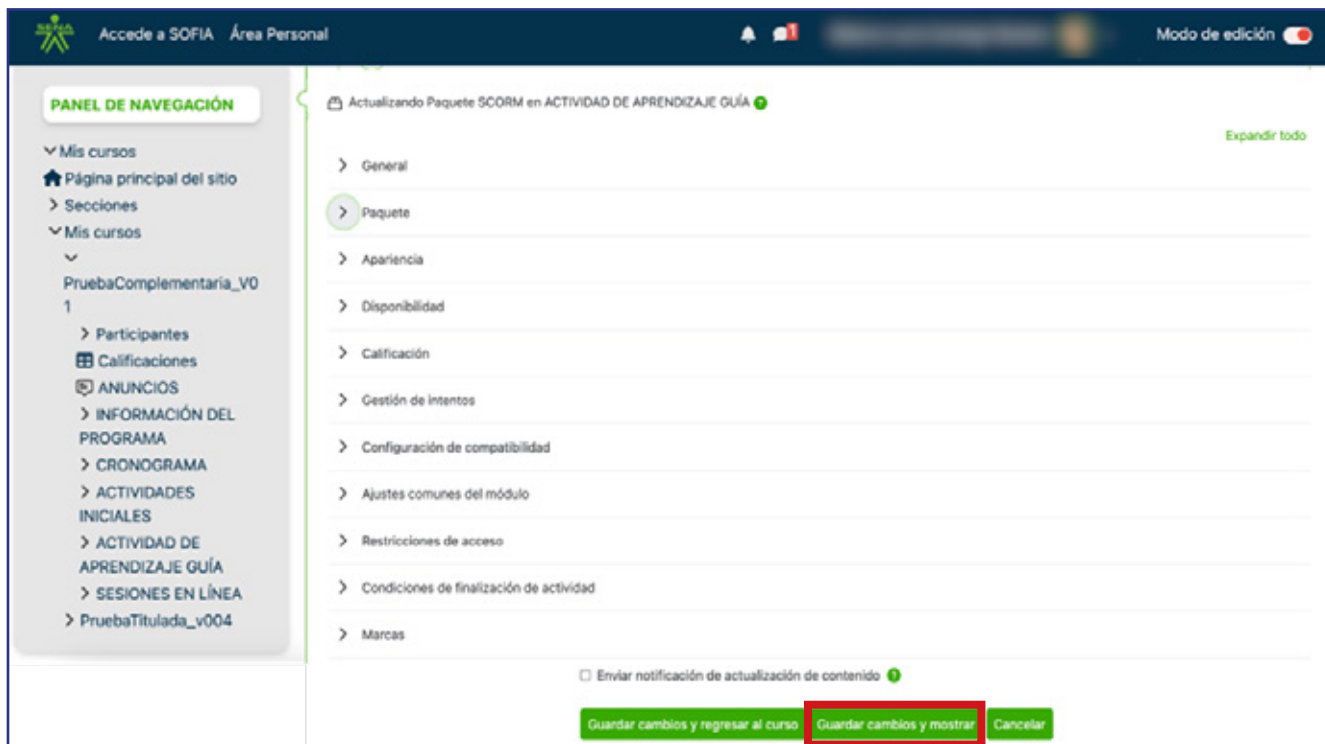 SENA
Accede a SOFIA Área Personal
1
Modo de edición
PANEL DE NAVEGACIÓN
Mis cursos
Página principal del sitio
Secciones
Mis cursos
PruebaComplementaria_V0
1
Participantes
Calificaciones
ANUNCIOS
INFORMACIÓN DEL
PROGRAMA
CRONOGRAMA
ACTIVIDADES
INICIALES
ACTIVIDAD DE
APRENDIZAJE GUÍA
SESIONES EN LÍNEA
PruebaTitulada_v004
Actualizando Paquete SCORM en ACTIVIDAD DE APRENDIZAJE GUÍA ?
Expandir todo
General
Paquete
Apariencia
Disponibilidad
Calificación
Gestión de intentos
Configuración de compatibilidad
Ajustes comunes del módulo
Restricciones de acceso
Condiciones de finalización de actividad
Marcas
Enviar notificación de actualización de contenido ?
Guardar cambios y regresar al curso Guardar cambios y mostrar Cancelar